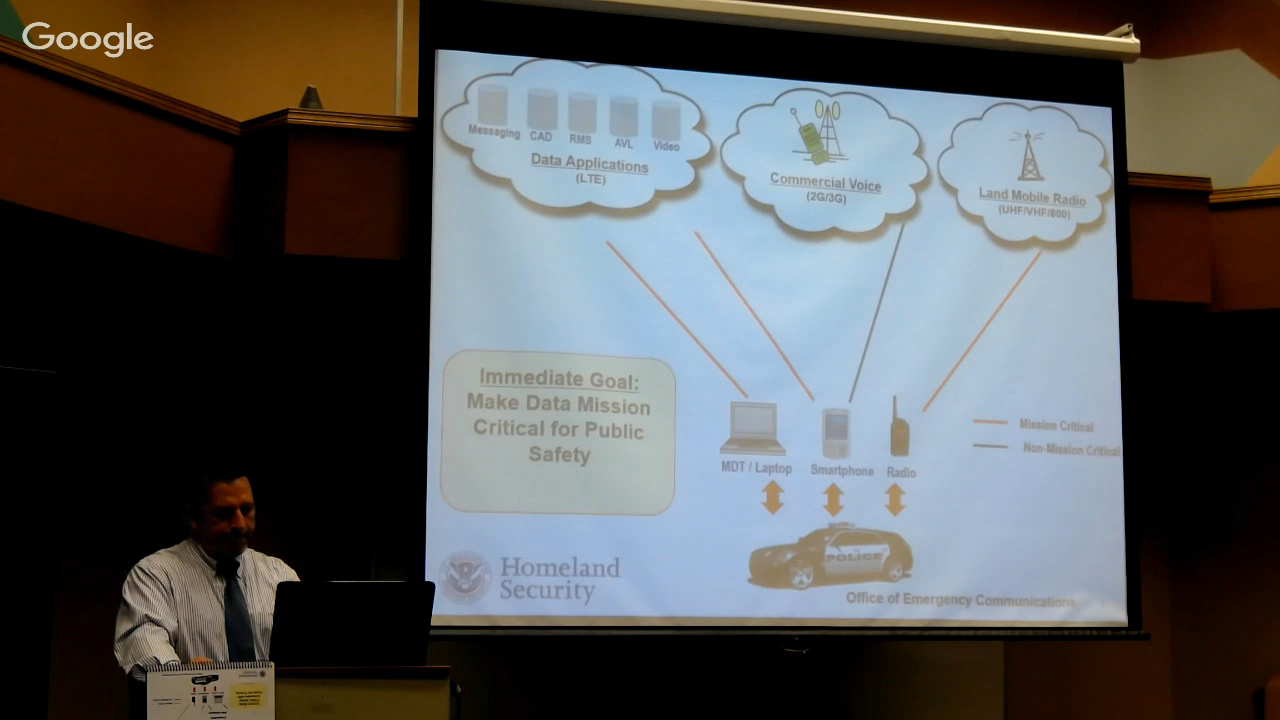 Google
Messaging CAD RMS AVL Video
Data Applications
(LTE)
Commercial Voice
(2G/3G)
Land Mobile Radio
(UHF/VHF/800)
Immediate Goal:
Make Data Mission
Critical for Public
Safety
Mission Critical
Non-Mission Critical
MDT / Laptop Smartphone Radio
POLICE
Homeland
Security
Office of Emergency Communications